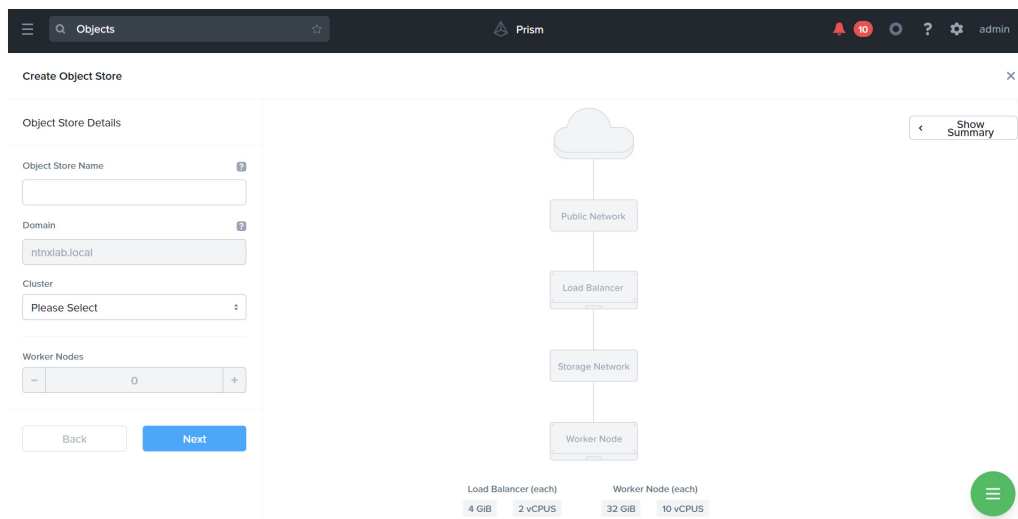 Objects
Prism
10
?
admin
Create Object Store
Object Store Details
Show
Summary
Object Store Name
?
Domain
?
ntnxlab.local
Cluster
Please Select
Worker Nodes
− 0 +
Back
Next
Public Network
Load Balancer
Storage Network
Worker Node
Load Balancer (each)
4 GiB 2 vCPUS
Worker Node (each)
32 GiB 10 vCPUS